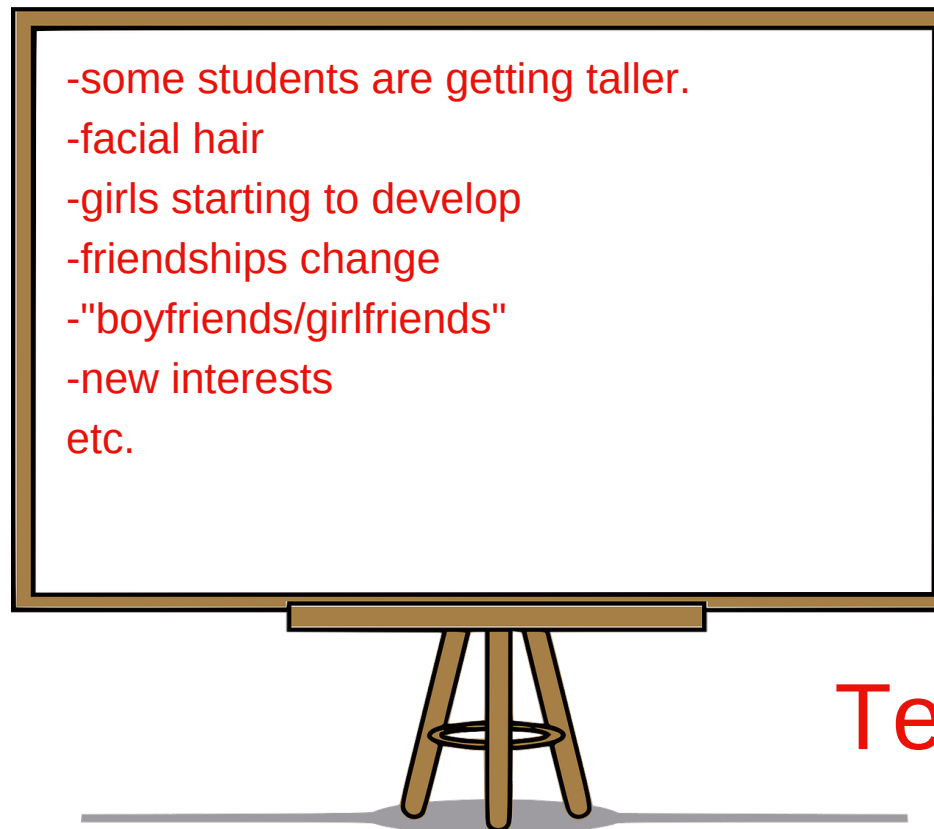 -some students are getting taller.
-facial hair
-girls starting to develop
-friendships change
-"boyfriends/girlfriends"
-new interests
etc.
Te